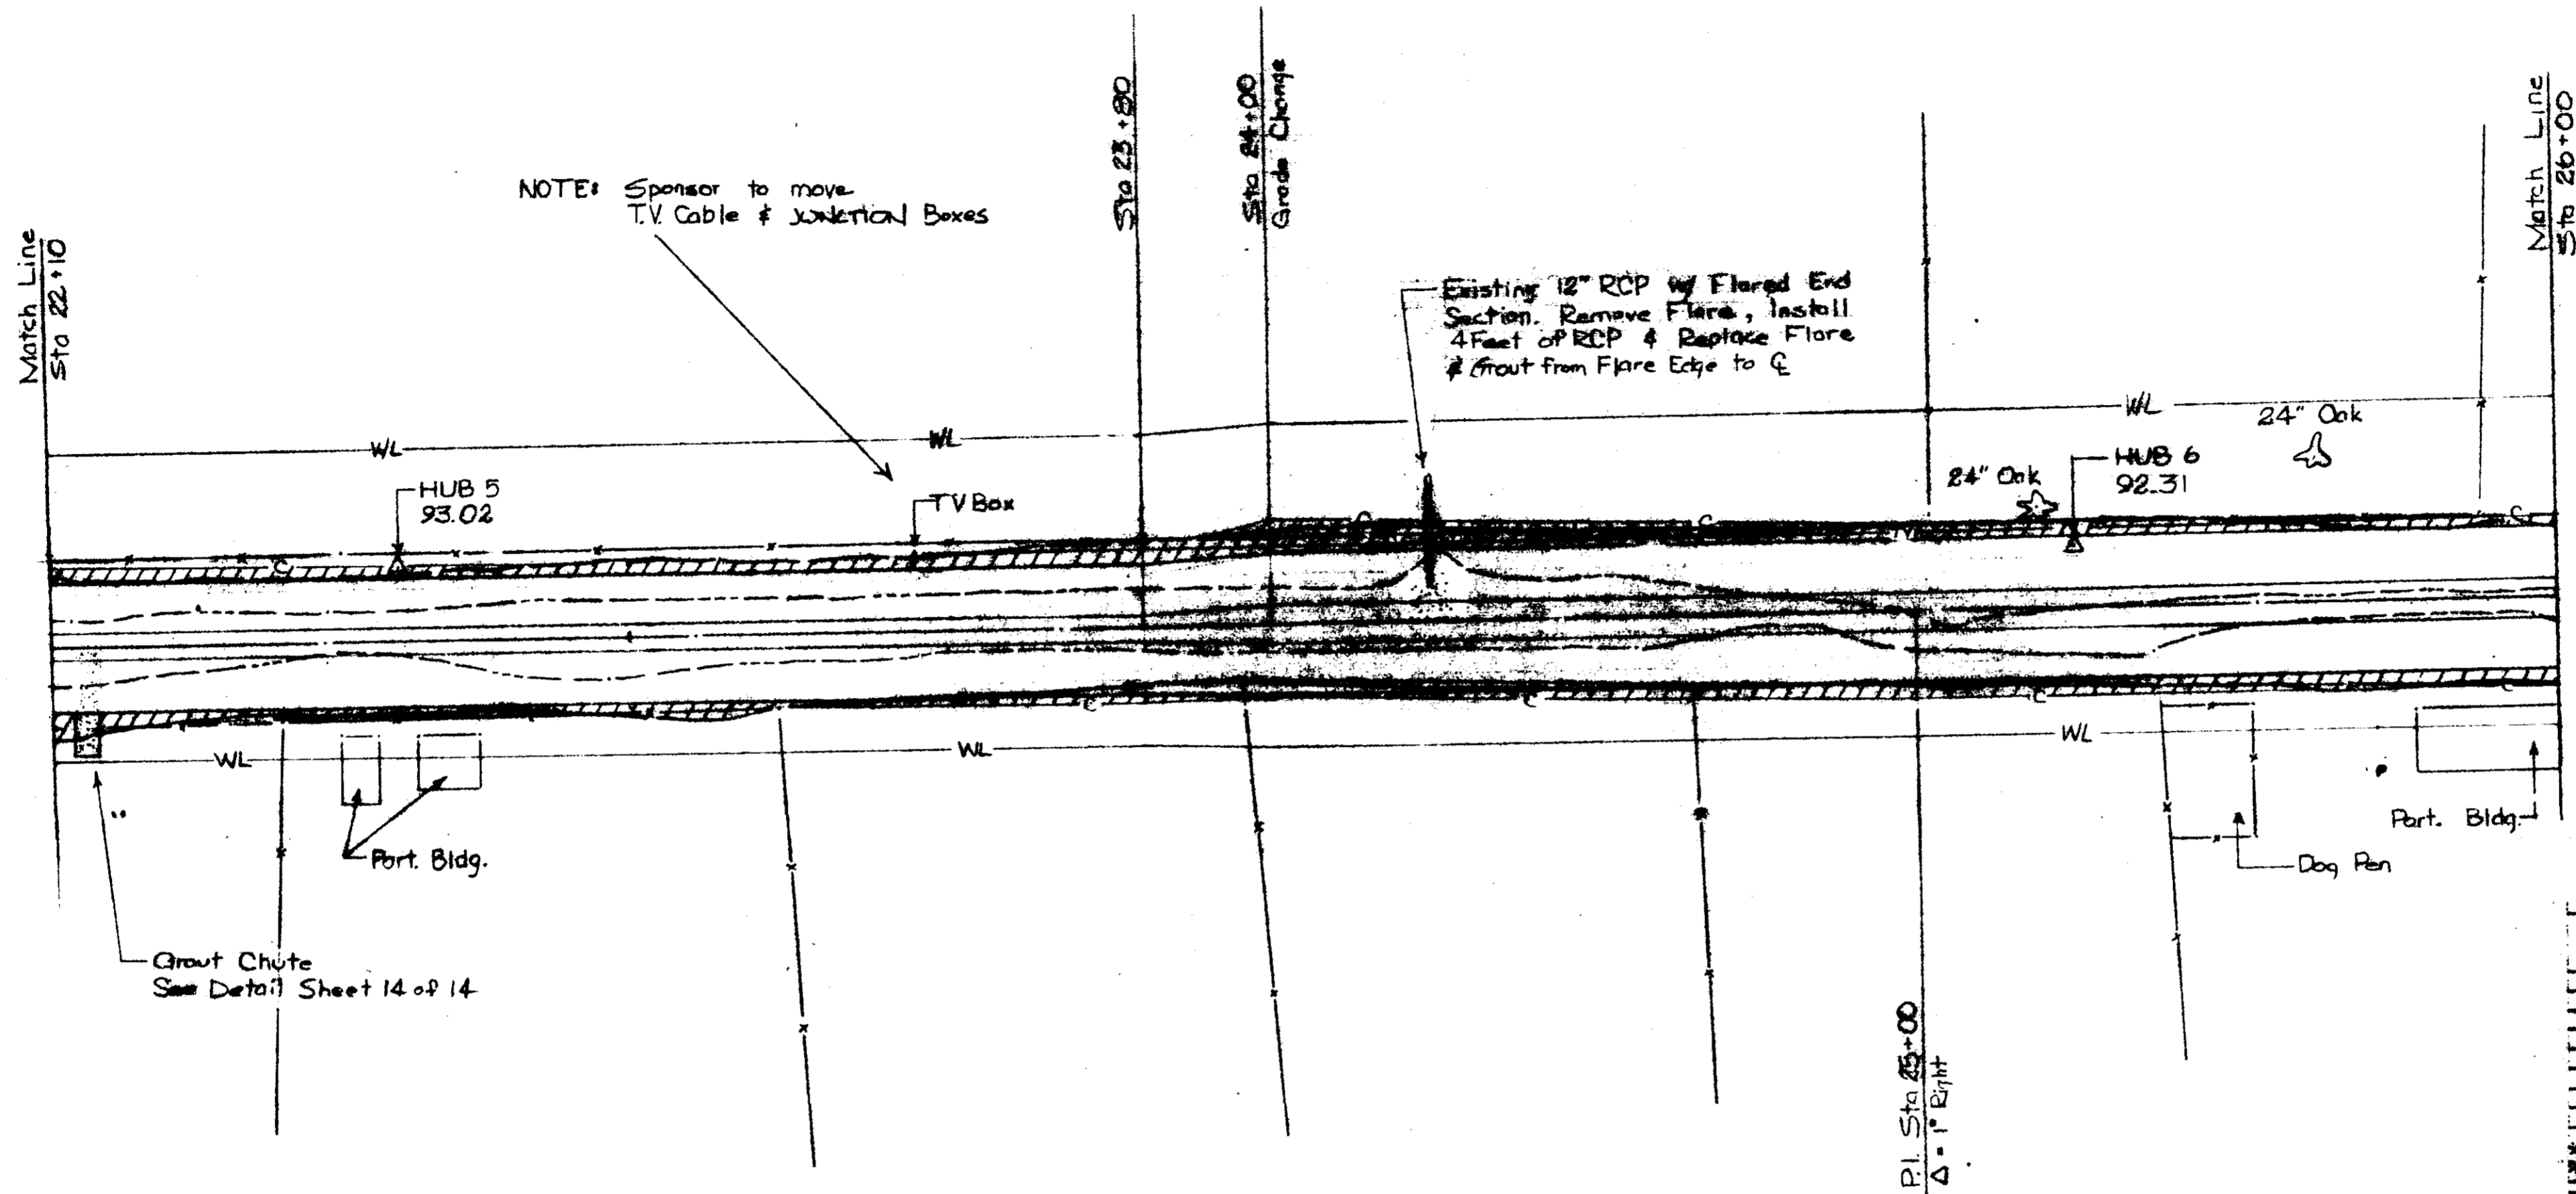 Match Line
Sta 22+10
NOTE: Sponsor to move
T.V. Cable & JUNCTION Boxes
Sta 23+80
Sta 24+00
Grade Change
Existing 12" RCP w/ Flared End
Section. Remove Flare, Install
4 Feet of RCP & Replace Flare
& Grout from Flare Edge to ℄
Match Line
Sta 26+00
WL
WL
WL
24" Oak
24" Oak
HUB 5
93.02
TV Box
HUB 6
92.31
C
C
C
C
C
C
C
C
WL
WL
WL
Port. Bldg.
Port. Bldg.
Dog Pen
Grout Chute
See Detail Sheet 14 of 14
P.I. Sta 25+00
Δ = 1° Right